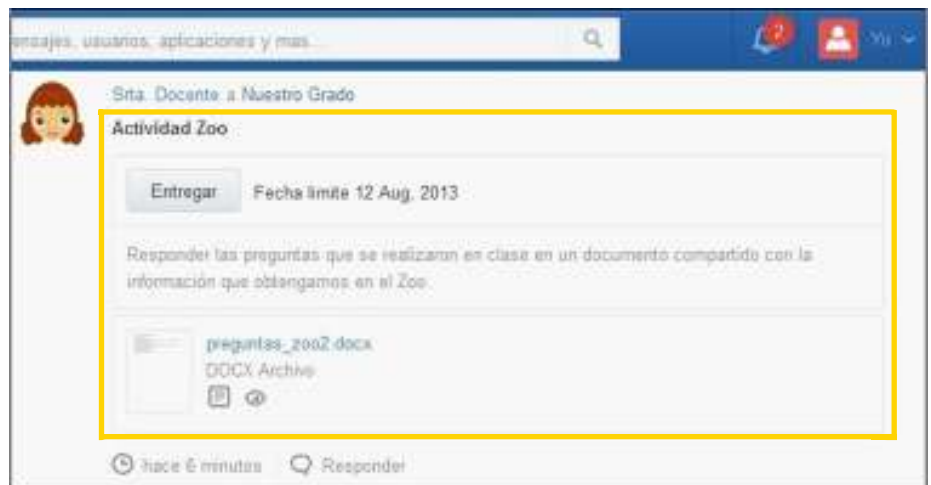 mensajes, usuarios, aplicaciones y mas...
2
Yu
Srta. Docente a Nuestro Grado
Actividad Zoo
Entregar
Fecha limite 12 Aug, 2013
Responder las preguntas que se realizaron en clase en un documento compartido con la
información que obtengamos en el Zoo.
preguntas_zoo2.docx
DOCX Archivo
hace 6 minutos
Responder